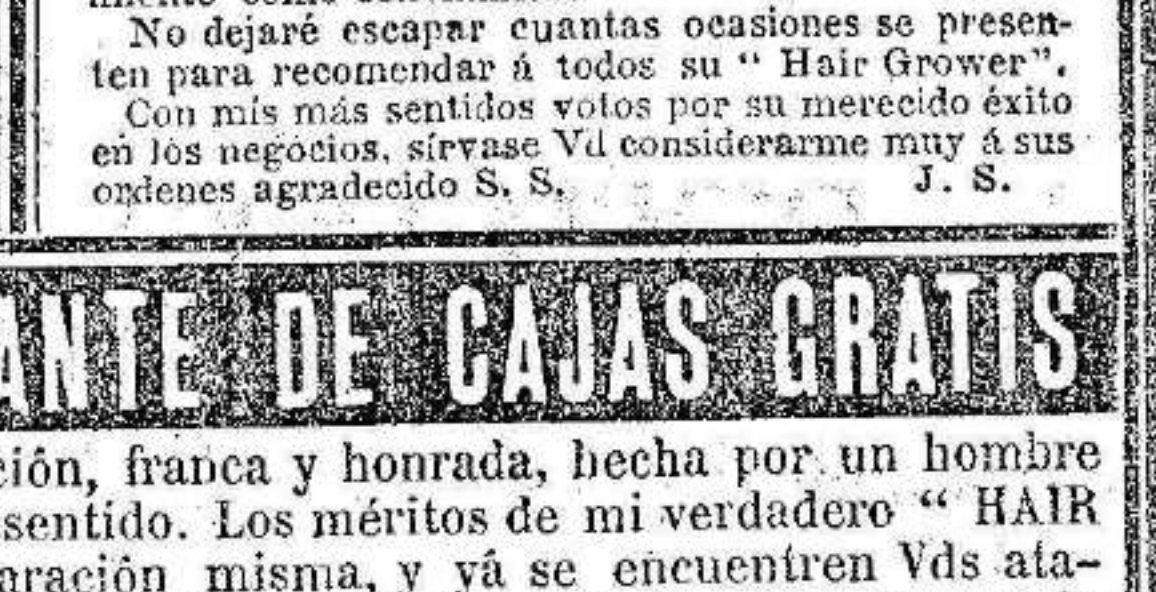 No dejaré escapar cuantas ocasiones se presen-
ten para recomendar á todos su “ Hair Grower”.
Con mis más sentidos votos por su merecido éxito
en los negocios, sírvase Vd considerarme muy á sus
ordenes agradecido S. S. J. S.
ANTE DE CAJAS GRATIS
ción, franca y honrada, hecha por un hombre
sentido. Los méritos de mi verdadero “ HAIR
aración misma, y yá se encuentren Vds ata-